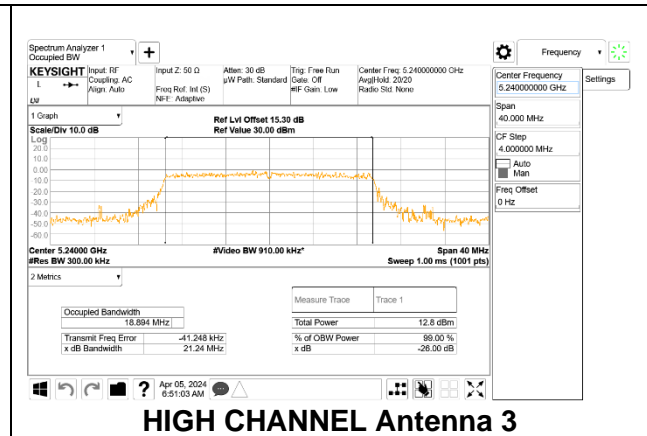 Spectrum Analyzer 1
Occupied BW
Frequency
KEYSIGHT
Input: RF
Coupling: AC
Align: Auto
Input Z: 50 Ω
Freq Ref: Int (S)
NFE: Adaptive
Atten: 30 dB
µW Path: Standard
Trig: Free Run
Gate: Off
#IF Gain: Low
Center Freq: 5.240000000 GHz
Avg|Hold: 20/20
Radio Std: None
Center Frequency
5.240000000 GHz
Settings
Span
40.000 MHz
CF Step
4.000000 MHz
Auto
Man
Freq Offset
0 Hz
1 Graph
Ref Lvl Offset 15.30 dB
Scale/Div 10.0 dB
Ref Value 30.00 dBm
Log
20.0
10.0
0.00
-10.0
-20.0
-30.0
-40.0
-50.0
-60.0
Center 5.24000 GHz
#Video BW 910.00 kHz*
Span 40 MHz
#Res BW 300.00 kHz
Sweep 1.00 ms (1001 pts)
2 Metrics
Measure Trace
Trace 1
Occupied Bandwidth
18.894 MHz
Total Power
12.8 dBm
Transmit Freq Error
-41.248 kHz
% of OBW Power
99.00 %
x dB Bandwidth
21.24 MHz
x dB
-26.00 dB
Apr 05, 2024
6:51:03 AM
HIGH CHANNEL Antenna 3